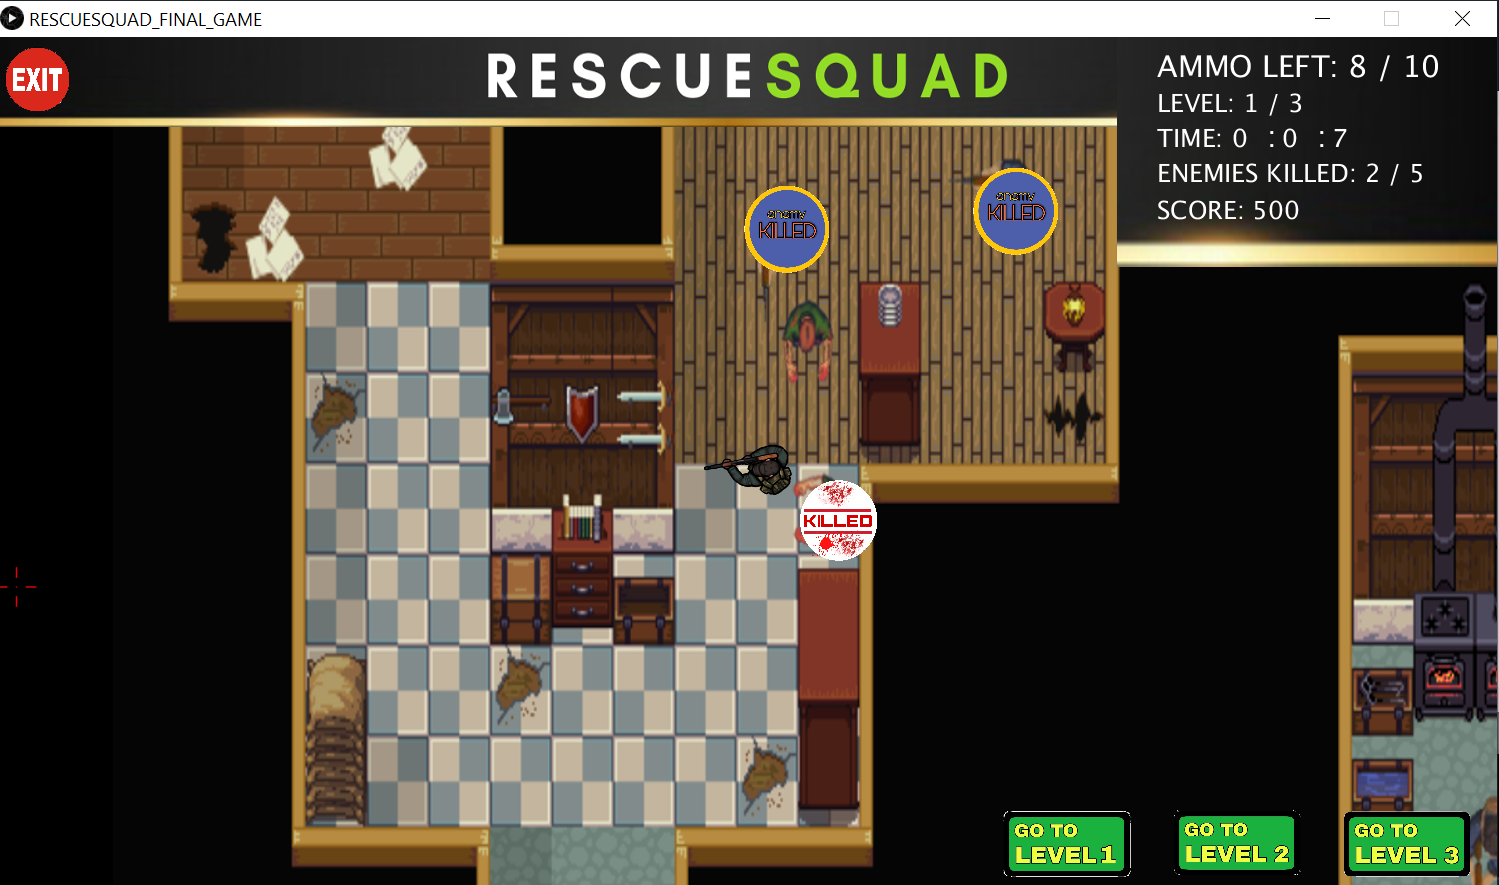 RESCUESQUAD_FINAL_GAME
EXIT
RESCUESQUAD
AMMO LEFT: 8 / 10
LEVEL: 1 / 3
TIME: 0 : 0 : 7
ENEMIES KILLED: 2 / 5
SCORE: 500
enemy
KILLED
enemy
KILLED
KILLED
GO TO
LEVEL 1
GO TO
LEVEL 2
GO TO
LEVEL 3